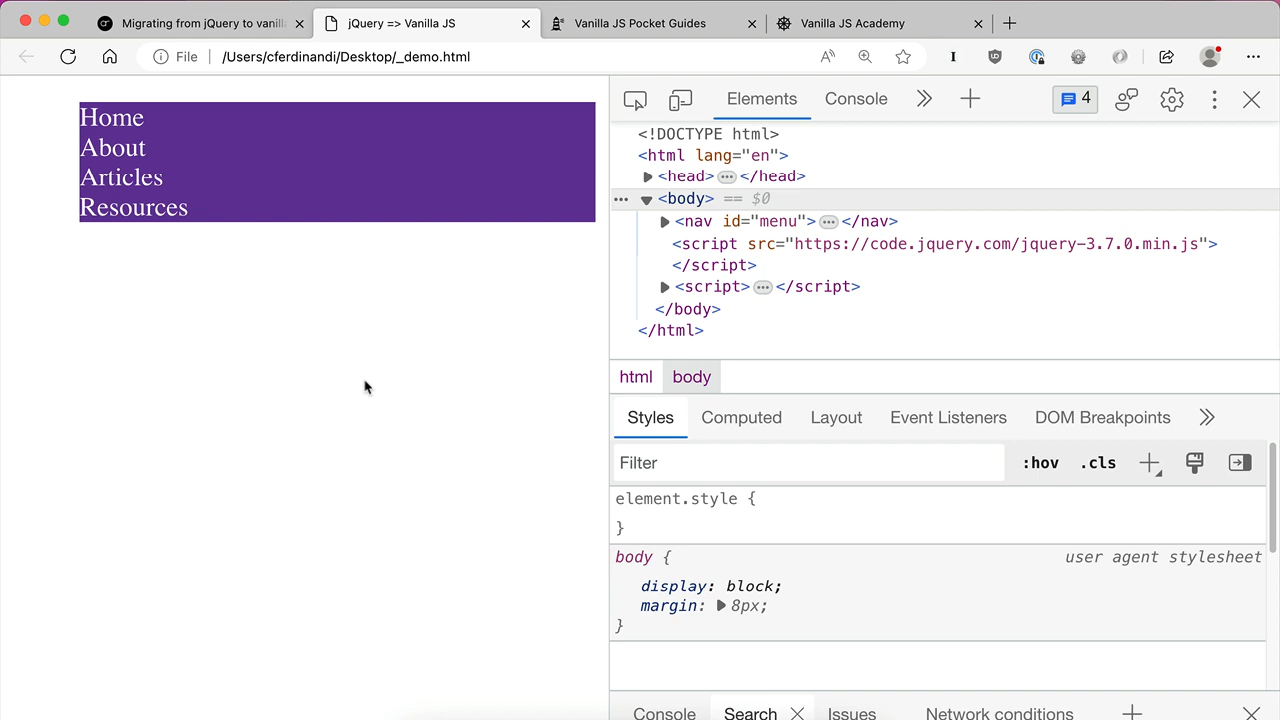 Migrating from jQuery to vanill
jQuery => Vanilla JS
Vanilla JS Pocket Guides
Vanilla JS Academy
File
/Users/cferdinandi/Desktop/_demo.html
Home
About
Articles
Resources
Elements
Console
4
<!DOCTYPE html>
<html lang="en">
<head> ••• </head>
••• <body> == $0
<nav id="menu"> ••• </nav>
<script src="https://code.jquery.com/jquery-3.7.0.min.js">
</script>
<script> ••• </script>
</body>
</html>
html
body
Styles
Computed
Layout
Event Listeners
DOM Breakpoints
Filter
:hov
.cls
element.style {
}
body {
user agent stylesheet
display: block;
margin: 8px;
}
Console
Search
Issues
Network conditions